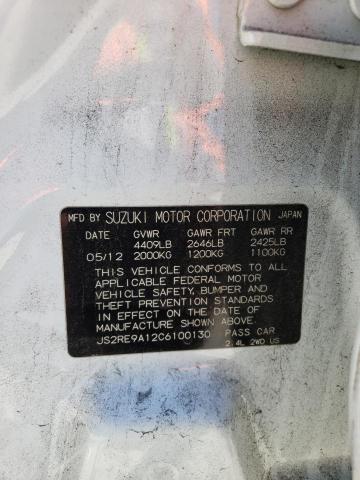 MFD BY SUZUKI MOTOR CORPORATION JAPAN
DATE GVWR GAWR FRT GAWR RR
4409LB 2646LB 2425LB
05/12 2000KG 1200KG 1100KG
THIS VEHICLE CONFORMS TO ALL
APPLICABLE FEDERAL MOTOR
VEHICLE SAFETY, BUMPER AND
THEFT PREVENTION STANDARDS
IN EFFECT ON THE DATE OF
MANUFACTURE SHOWN ABOVE
JS2RE9A12C6100130 PASS CAR
2.4L 2WD US